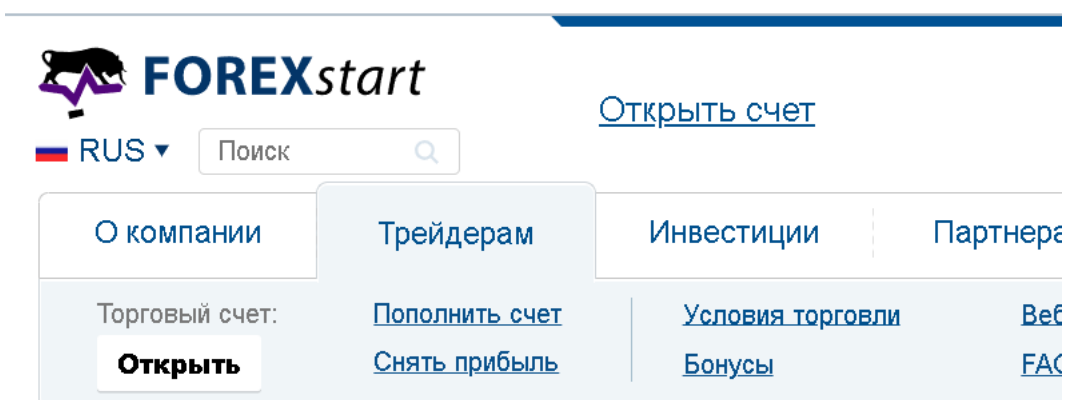 FOREXstart
Открыть счет
RUS
Поиск
О компании
Трейдерам
Инвестиции
Торговый счет:
Открыть
Пополнить счет
Снять прибыль
Условия торговли
Бонусы